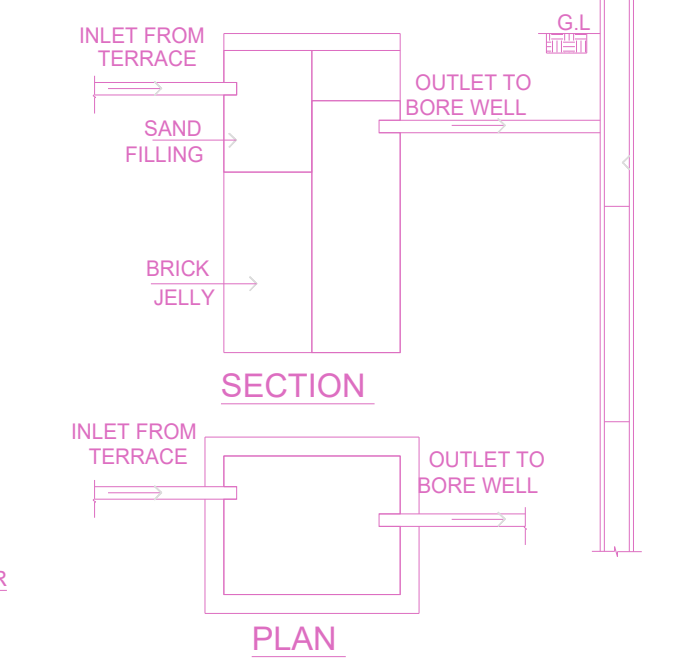 INLET FROM
TERRACE
G.L
OUTLET TO
BORE WELL
SAND
FILLING
BRICK
JELLY
SECTION
INLET FROM
TERRACE
OUTLET TO
BORE WELL
R
PLAN